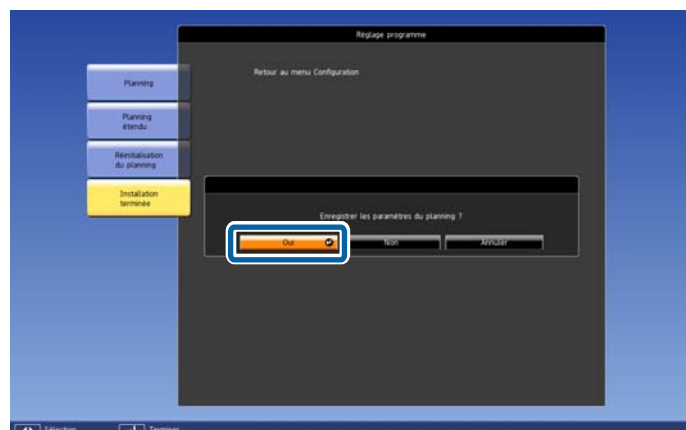 Réglage programme
Retour au menu Configuration
Planning
Planning
étendu
Réinitialisation
du planning
Installation
terminée
Enregistrer les paramètres du planning ?
Oui
Non
Annuler
Sélection
Terminer